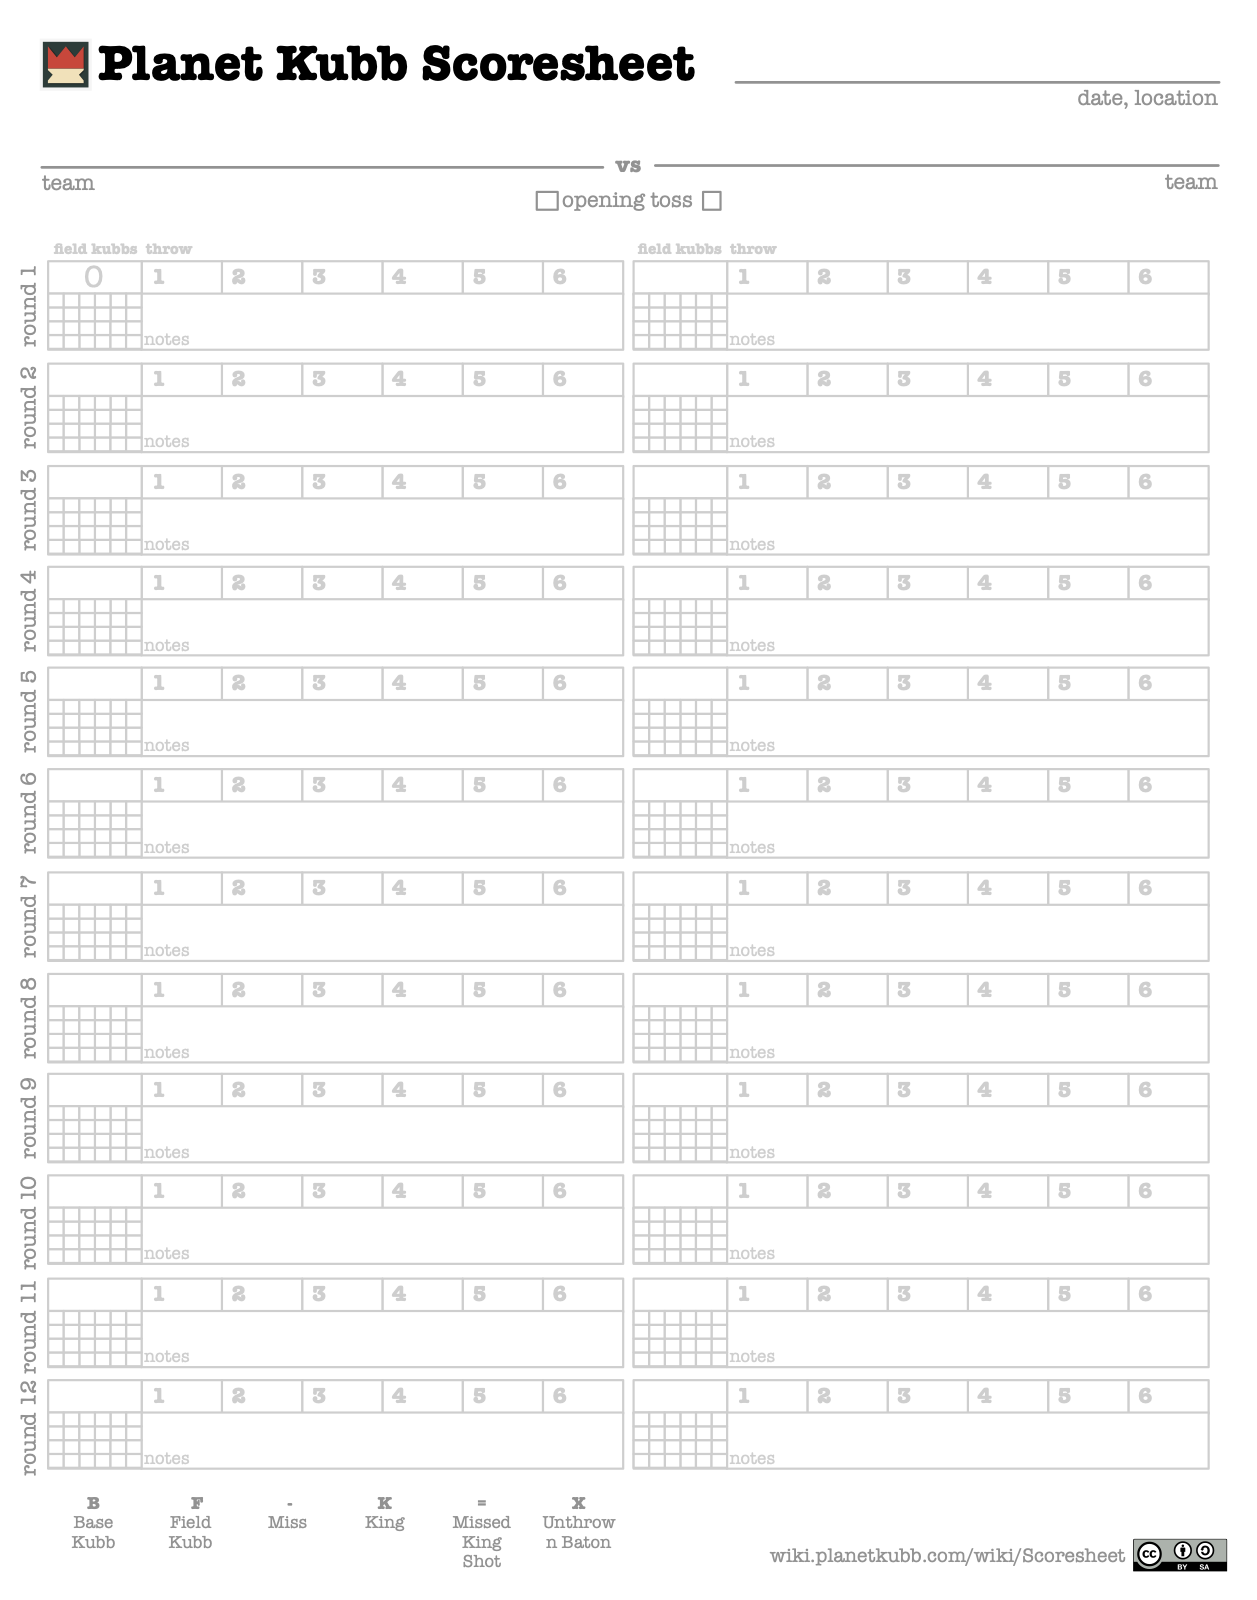 Planet Kubb Scoresheet
date, location
vs
team
team
opening toss
field kubbs throw
field kubbs throw
round 1
0 1 2 3 4 5 6
1 2 3 4 5 6
notes
notes
round 2
1 2 3 4 5 6
1 2 3 4 5 6
notes
notes
round 3
1 2 3 4 5 6
1 2 3 4 5 6
notes
notes
round 4
1 2 3 4 5 6
1 2 3 4 5 6
notes
notes
round 5
1 2 3 4 5 6
1 2 3 4 5 6
notes
notes
round 6
1 2 3 4 5 6
1 2 3 4 5 6
notes
notes
round 7
1 2 3 4 5 6
1 2 3 4 5 6
notes
notes
round 8
1 2 3 4 5 6
1 2 3 4 5 6
notes
notes
round 9
1 2 3 4 5 6
1 2 3 4 5 6
notes
notes
round 10
1 2 3 4 5 6
1 2 3 4 5 6
notes
notes
round 11
1 2 3 4 5 6
1 2 3 4 5 6
notes
notes
round 12
1 2 3 4 5 6
1 2 3 4 5 6
notes
notes
B
Base
Kubb
F
Field
Kubb
-
Miss
K
King
=
Missed
King
Shot
X
Unthrow
n Baton
wiki.planetkubb.com/wiki/Scoresheet
cc
BY SA